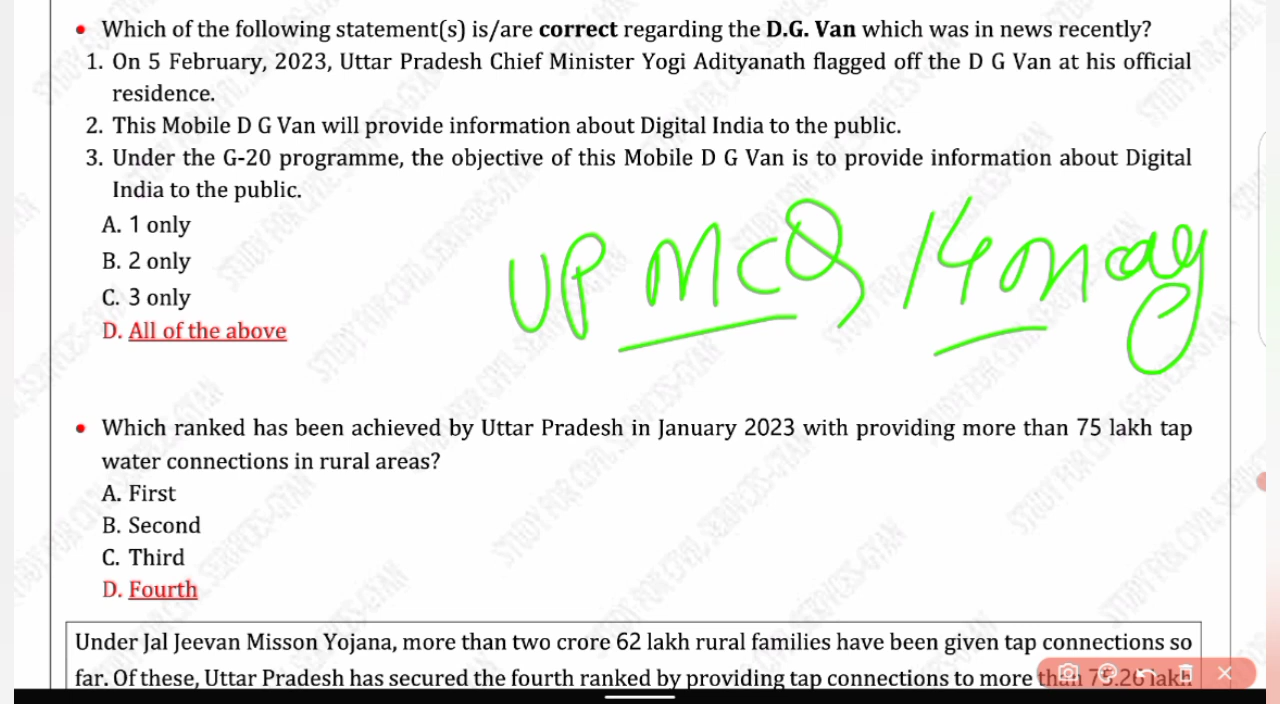 • Which of the following statement(s) is/are correct regarding the D.G. Van which was in news recently?
1. On 5 February, 2023, Uttar Pradesh Chief Minister Yogi Adityanath flagged off the D G Van at his official
residence.
2. This Mobile D G Van will provide information about Digital India to the public.
3. Under the G-20 programme, the objective of this Mobile D G Van is to provide information about Digital
India to the public.
A. 1 only
B. 2 only
C. 3 only
D. All of the above
UP MCQ 14 may
• Which ranked has been achieved by Uttar Pradesh in January 2023 with providing more than 75 lakh tap
water connections in rural areas?
A. First
B. Second
C. Third
D. Fourth
Under Jal Jeevan Misson Yojana, more than two crore 62 lakh rural families have been given tap connections so
far. Of these, Uttar Pradesh has secured the fourth ranked by providing tap connections to more than 75.26 lakh